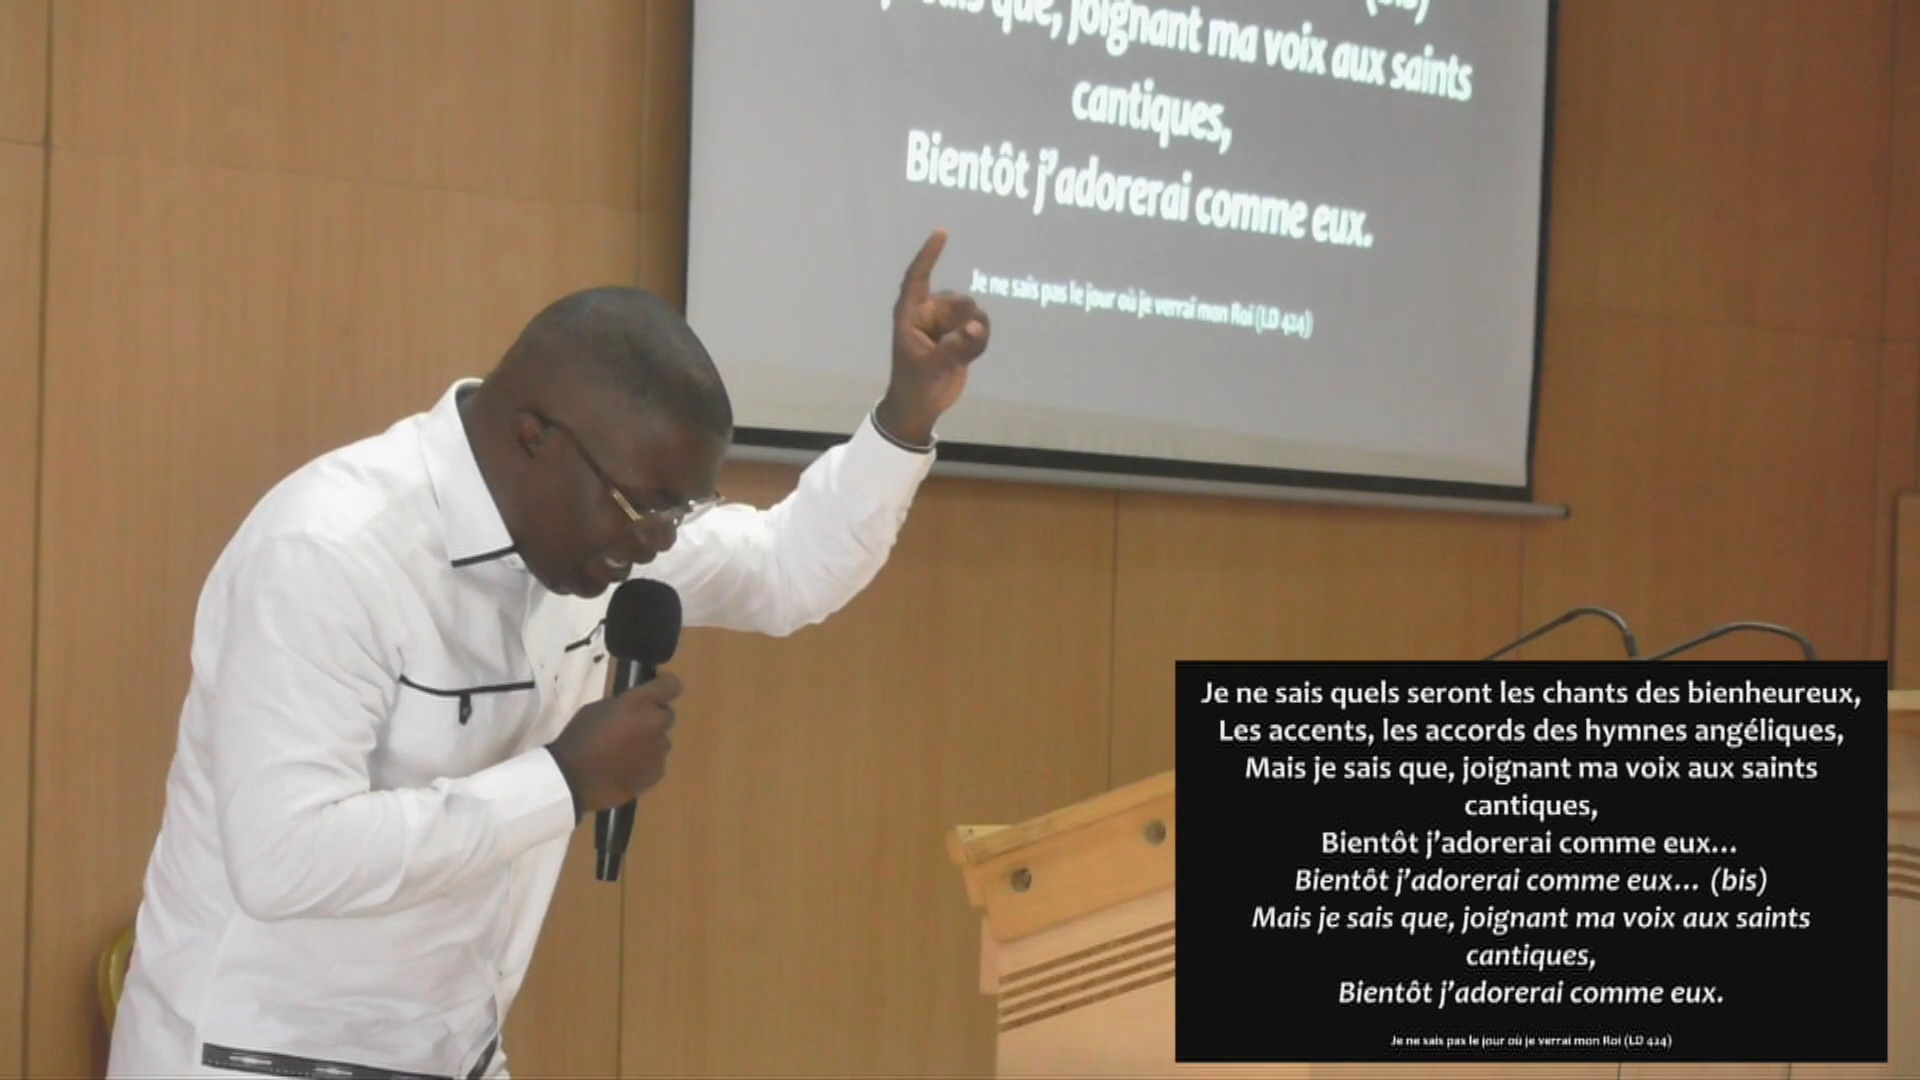 (bis)
sais que, joignant ma voix aux saints
cantiques,
Bientôt j'adorerai comme eux.
Je ne sais pas le jour où je verrai mon Roi (LD 424)
Je ne sais quels seront les chants des bienheureux,
Les accents, les accords des hymnes angéliques,
Mais je sais que, joignant ma voix aux saints
cantiques,
Bientôt j'adorerai comme eux...
Bientôt j'adorerai comme eux... (bis)
Mais je sais que, joignant ma voix aux saints
cantiques,
Bientôt j'adorerai comme eux.
Je ne sais pas le jour où je verrai mon Roi (LD 424)